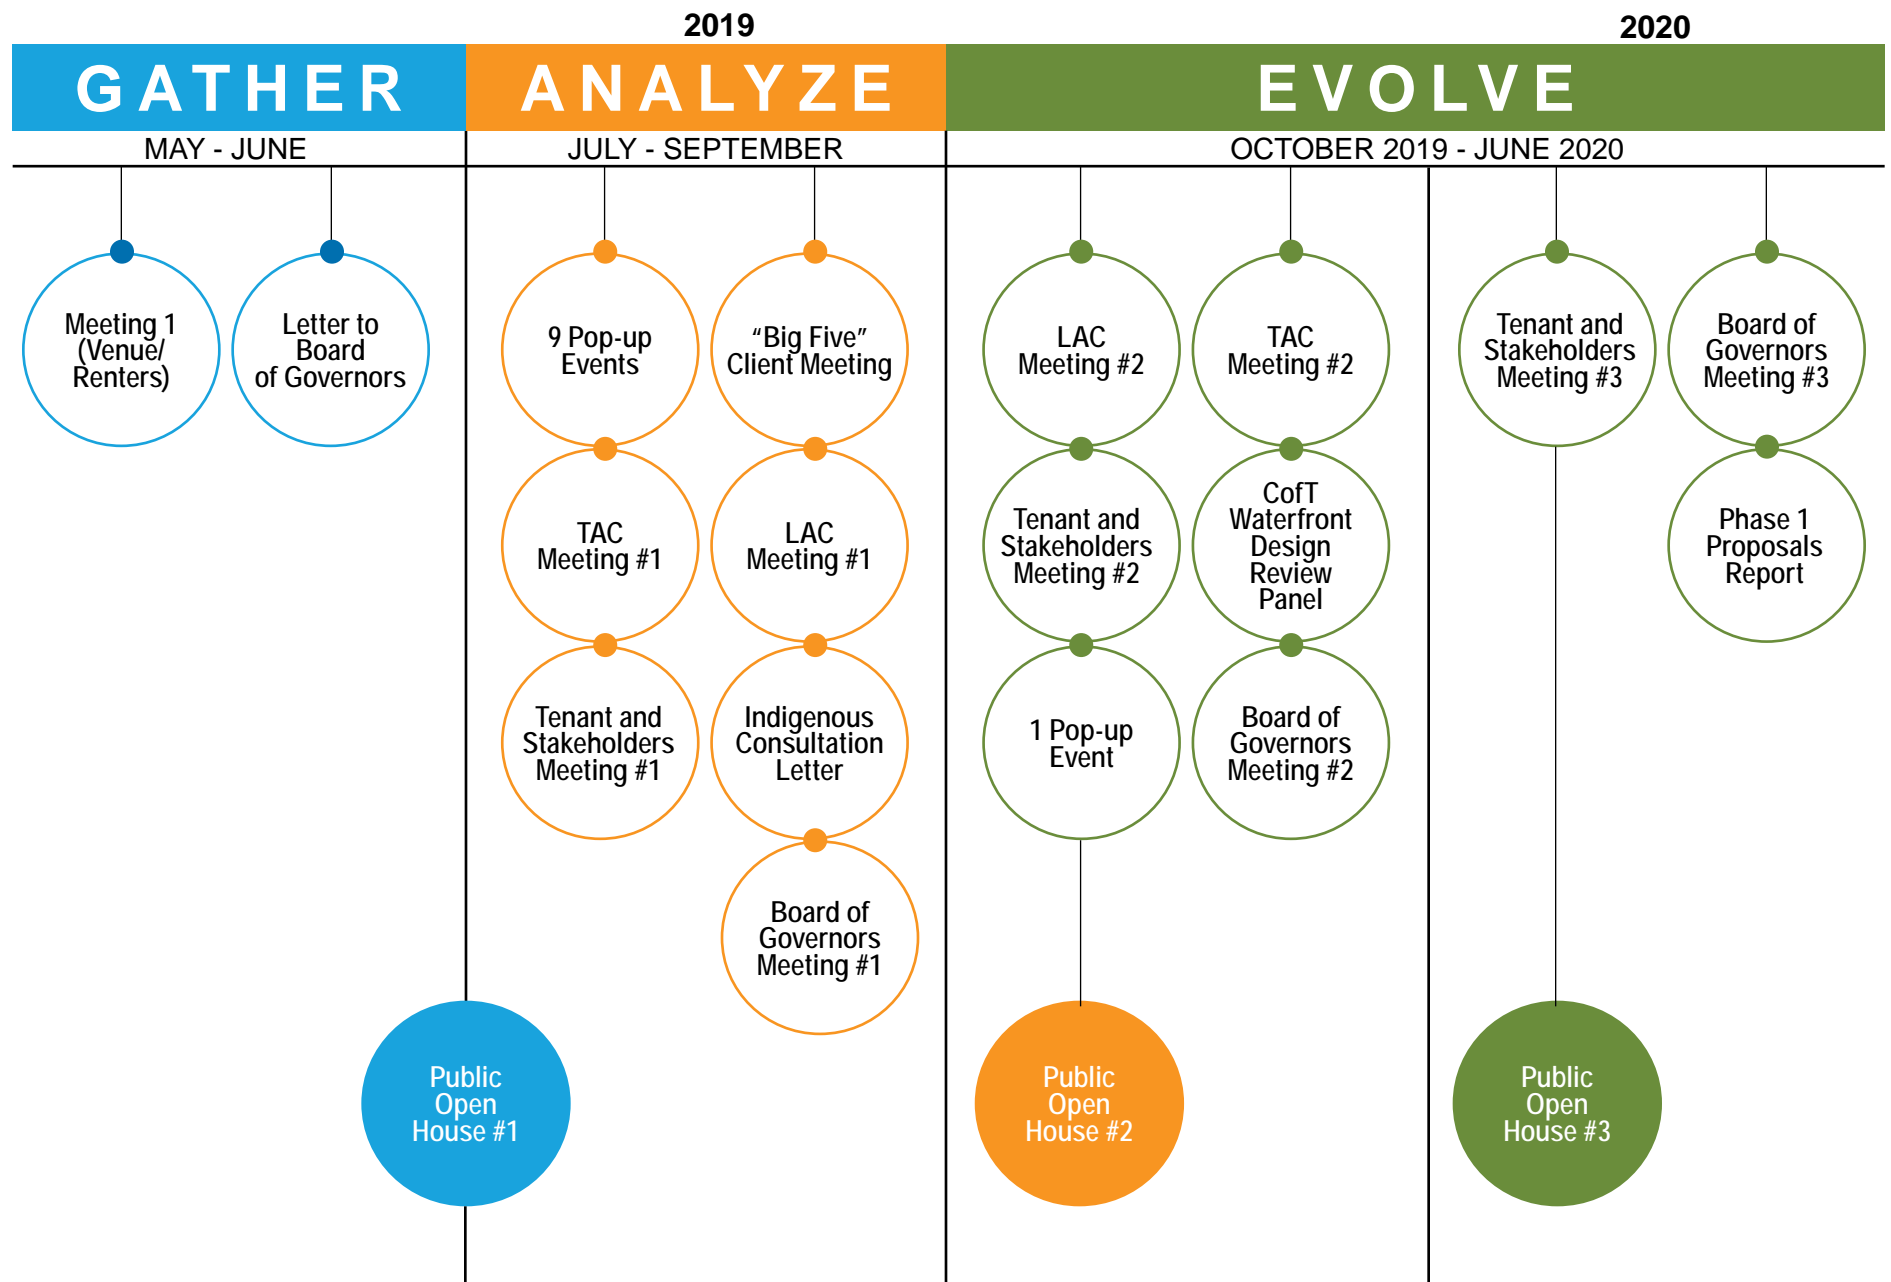 2019
2020
GATHER
ANALYZE
EVOLVE
MAY - JUNE
JULY - SEPTEMBER
OCTOBER 2019 - JUNE 2020
Meeting 1
(Venue/
Renters)
Letter to
Board
of Governors
9 Pop-up
Events
“Big Five”
Client Meeting
LAC
Meeting #2
TAC
Meeting #2
Tenant and
Stakeholders
Meeting #3
Board of
Governors
Meeting #3
TAC
Meeting #1
LAC
Meeting #1
Tenant and
Stakeholders
Meeting #2
CofT
Waterfront
Design
Review
Panel
Phase 1
Proposals
Report
Tenant and
Stakeholders
Meeting #1
Indigenous
Consultation
Letter
1 Pop-up
Event
Board of
Governors
Meeting #2
Board of
Governors
Meeting #1
Public
Open
House #1
Public
Open
House #2
Public
Open
House #3